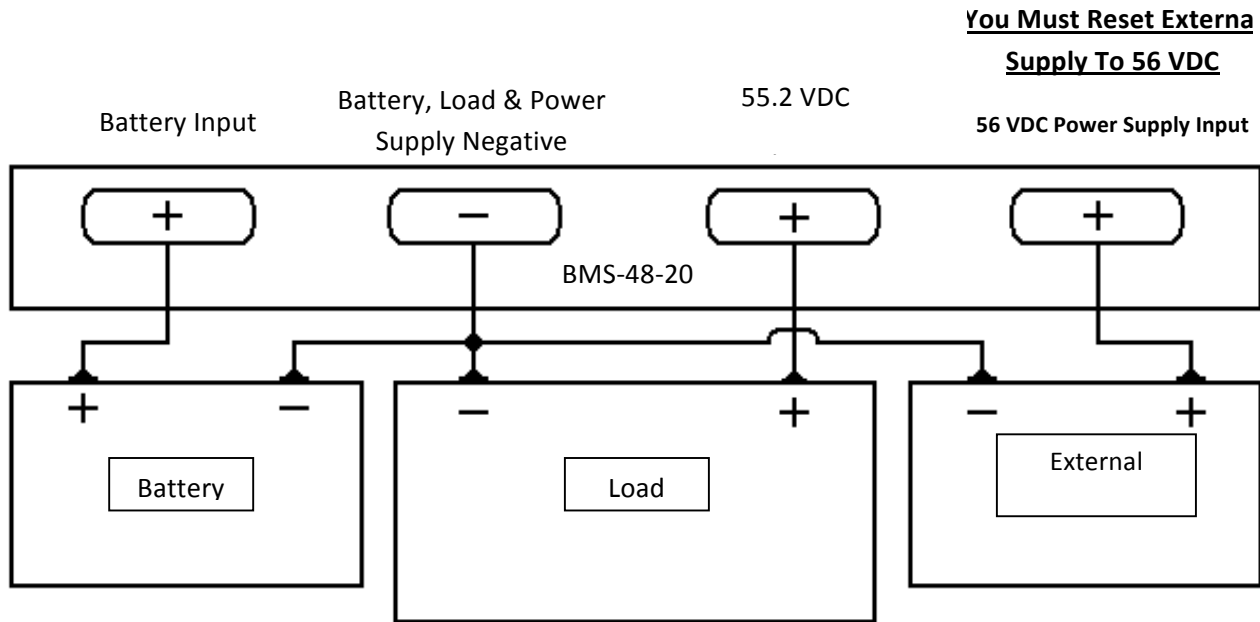 You Must Reset Externa
Supply To 56 VDC
Battery Input
Battery, Load & Power
Supply Negative
55.2 VDC
56 VDC Power Supply Input
+
−
+
+
BMS-48-20
+
−
−
+
−
+
Battery
Load
External